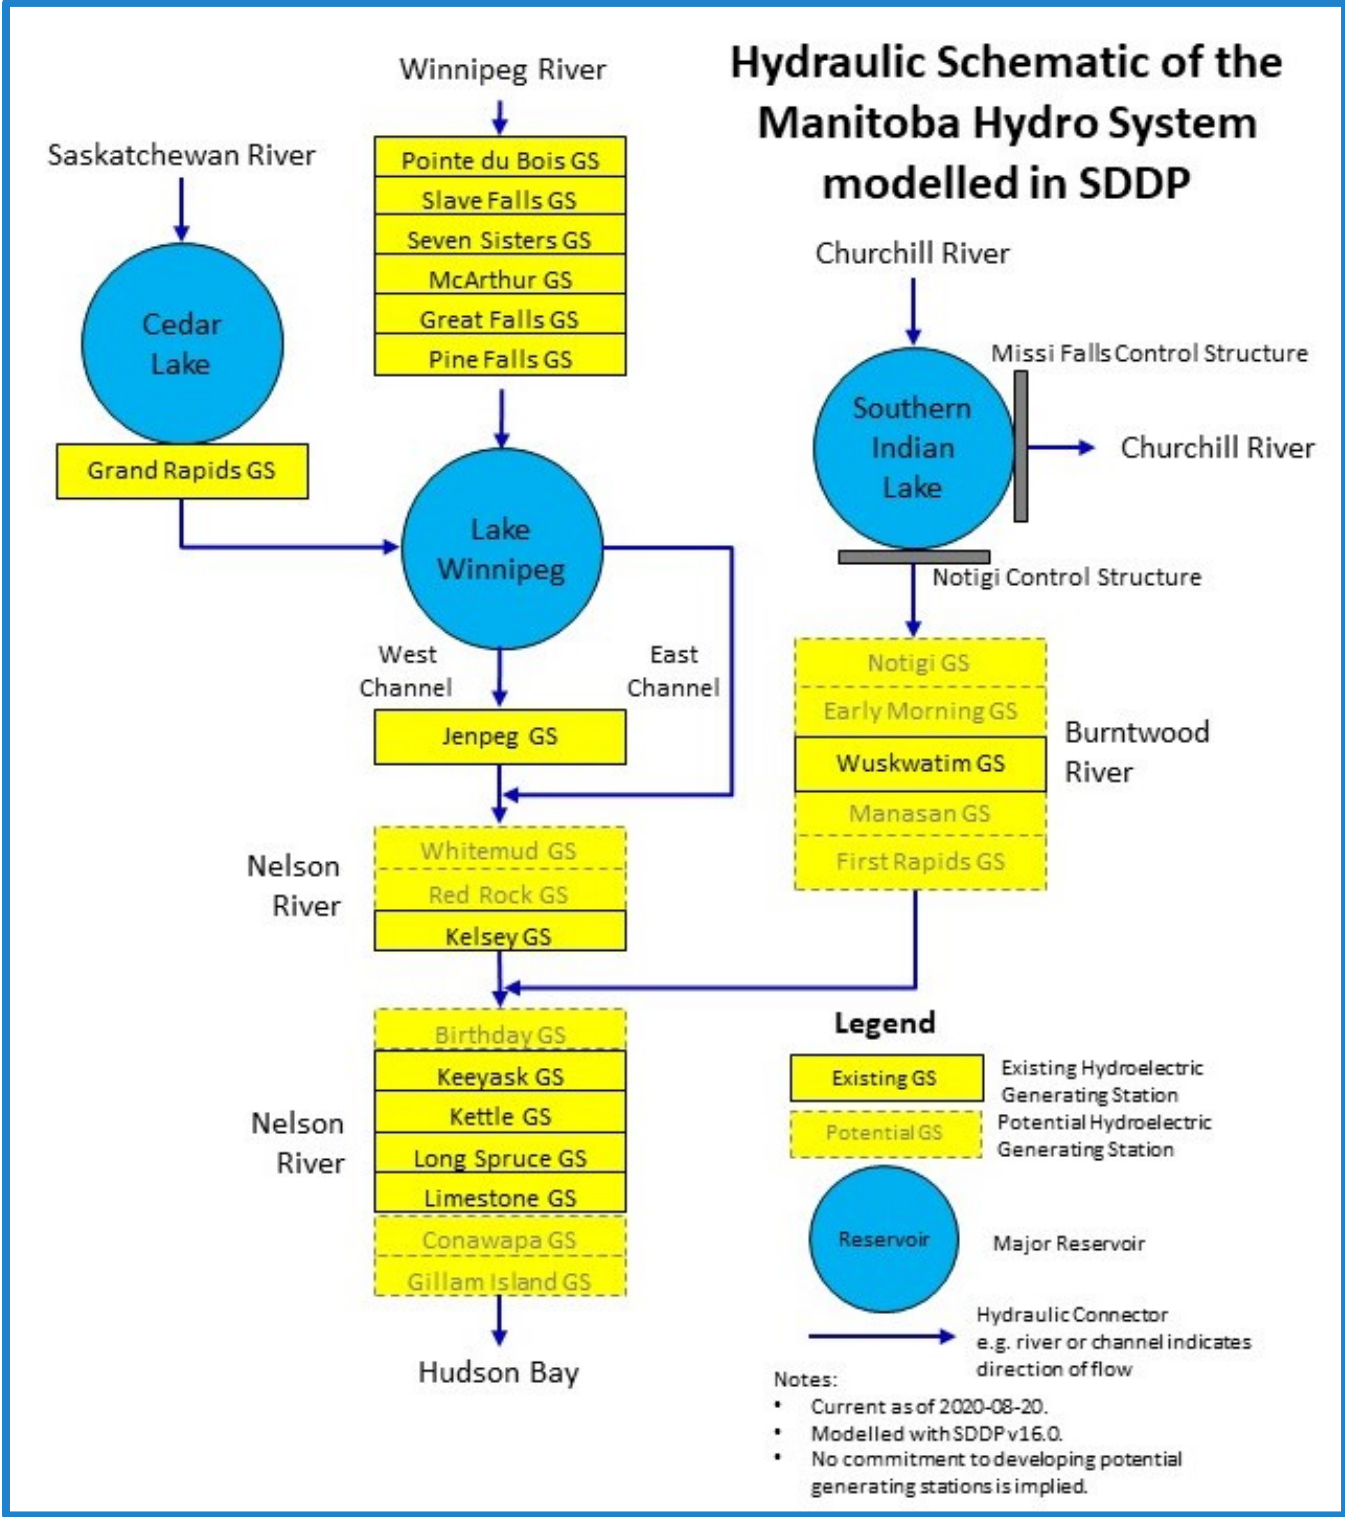 Hydraulic Schematic of the
Manitoba Hydro System
modelled in SDDP
Winnipeg River
Pointe du Bois GS
Slave Falls GS
Seven Sisters GS
McArthur GS
Great Falls GS
Pine Falls GS
Saskatchewan River
Cedar
Lake
Grand Rapids GS
Lake
Winnipeg
West
Channel
East
Channel
Jenpeg GS
Nelson
River
Whitemud GS
Red Rock GS
Kelsey GS
Churchill River
Southern
Indian
Lake
Missi Falls Control Structure
Churchill River
Notigi Control Structure
Notigi GS
Early Morning GS
Wuskwatim GS
Manasan GS
First Rapids GS
Burntwood
River
Nelson
River
Birthday GS
Keeyask GS
Kettle GS
Long Spruce GS
Limestone GS
Conawapa GS
Gillam Island GS
Hudson Bay
Legend
Existing GS
Existing Hydroelectric
Generating Station
Potential GS
Potential Hydroelectric
Generating Station
Reservoir
Major Reservoir
Hydraulic Connector
e.g. river or channel indicates
direction of flow
Notes:
• Current as of 2020-08-20.
• Modelled with SDDP v16.0.
• No commitment to developing potential
generating stations is implied.